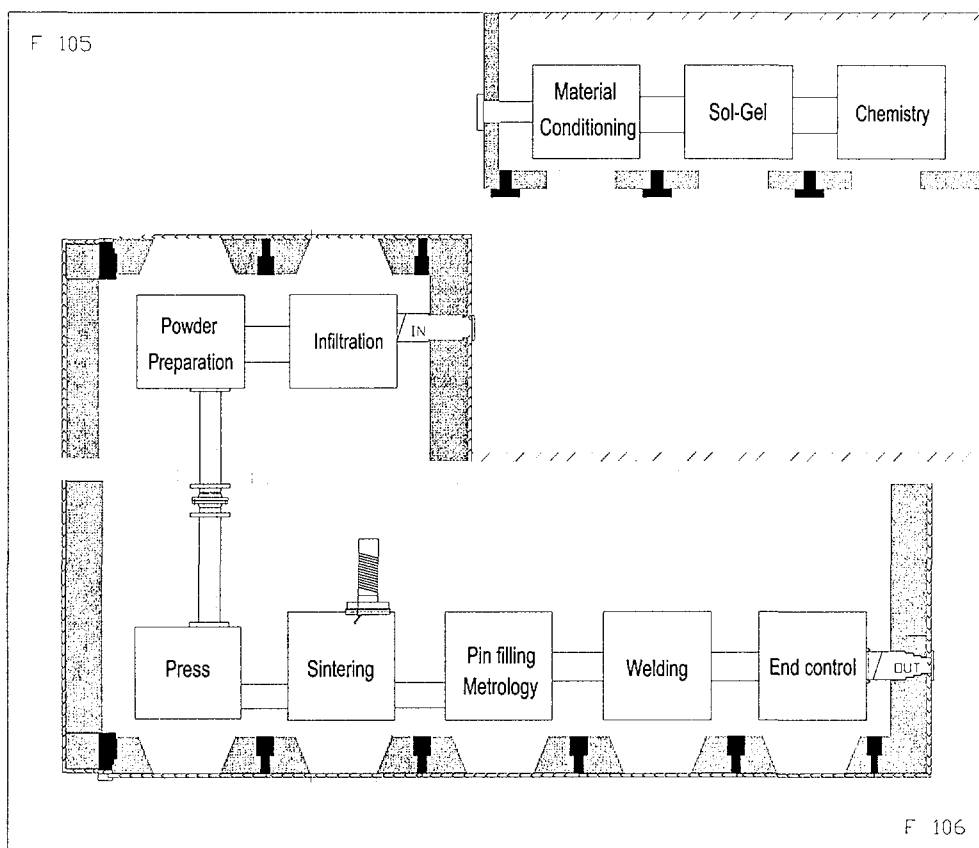 F 105
Material
Conditioning
Sol-Gel
Chemistry
Powder
Preparation
Infiltration
IN
Press
Sintering
Pin filling
Metrology
Welding
End control
OUT
F 106